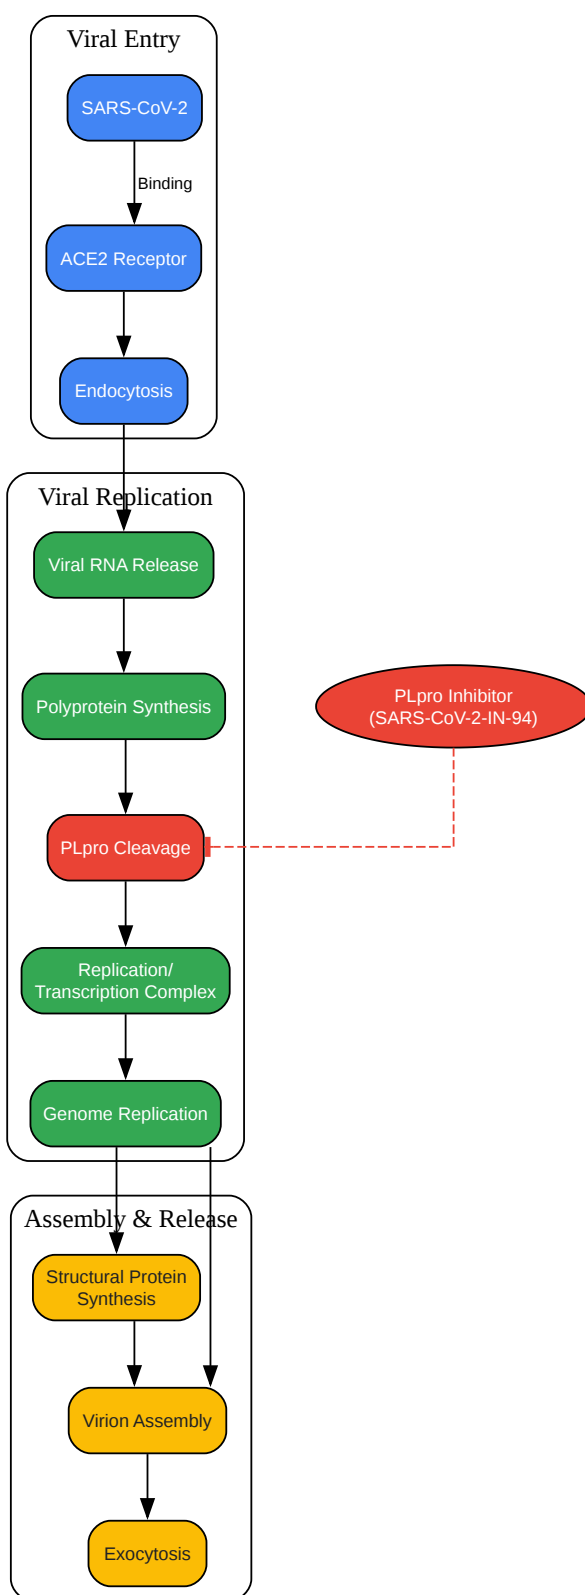 Viral Entry
SARS-CoV-2
Binding
ACE2 Receptor
Endocytosis
Viral Replication
Viral RNA Release
Polyprotein Synthesis
PLpro Inhibitor
(SARS-CoV-2-IN-94)
PLpro Cleavage
Replication/
Transcription Complex
Genome Replication
Assembly & Release
Structural Protein
Synthesis
Virion Assembly
Exocytosis